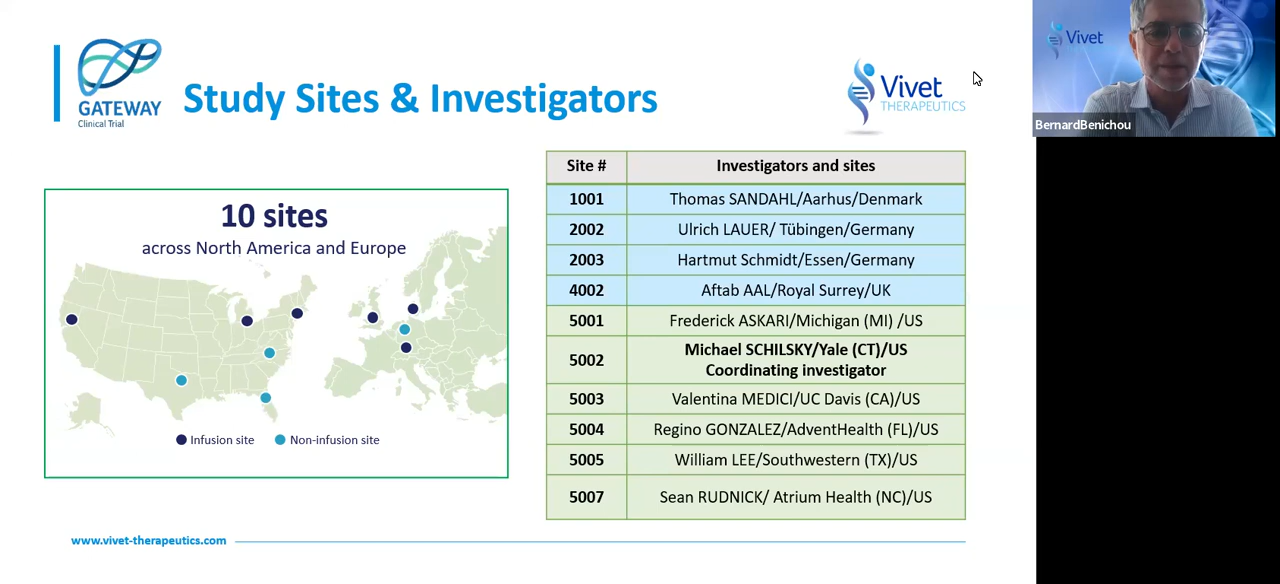 GATEWAY
Clinical Trial
Study Sites & Investigators
Vivet
THERAPEUTICS
Vivet
BernardBenichou
10 sites
across North America and Europe
Infusion site
Non-infusion site
Site # Investigators and sites
1001 Thomas SANDAHL/Aarhus/Denmark
2002 Ulrich LAUER/ Tübingen/Germany
2003 Hartmut Schmidt/Essen/Germany
4002 Aftab AAL/Royal Surrey/UK
5001 Frederick ASKARI/Michigan (MI) /US
5002 Michael SCHILSKY/Yale (CT)/US
Coordinating investigator
5003 Valentina MEDICI/UC Davis (CA)/US
5004 Regino GONZALEZ/AdventHealth (FL)/US
5005 William LEE/Southwestern (TX)/US
5007 Sean RUDNICK/ Atrium Health (NC)/US
www.vivet-therapeutics.com